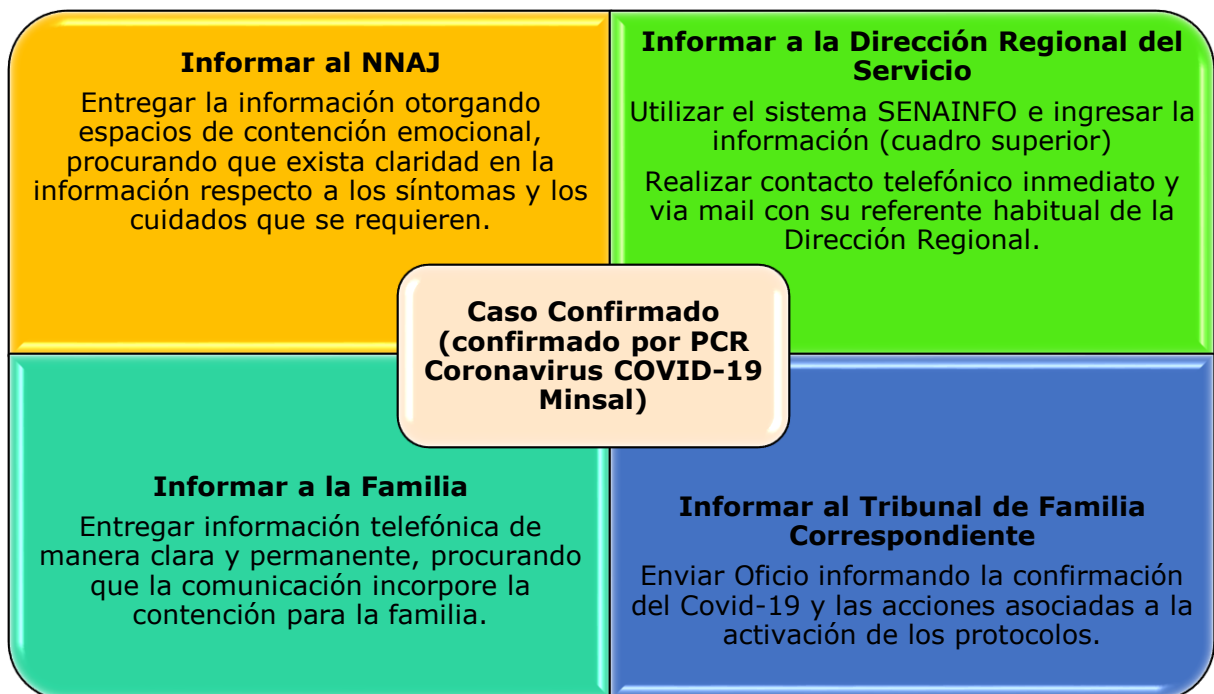 Informar al NNAJ
Entregar la información otorgando
espacios de contención emocional,
procurando que exista claridad en la
información respecto a los síntomas y los
cuidados que se requieren.
Informar a la Dirección Regional del
Servicio
Utilizar el sistema SENAINFO e ingresar la
información (cuadro superior)
Realizar contacto telefónico inmediato y
via mail con su referente habitual de la
Dirección Regional.
Caso Confirmado
(confirmado por PCR
Coronavirus COVID-19
Minsal)
Informar a la Familia
Entregar información telefónica de
manera clara y permanente, procurando
que la comunicación incorpore la
contención para la familia.
Informar al Tribunal de Familia
Correspondiente
Enviar Oficio informando la confirmación
del Covid-19 y las acciones asociadas a la
activación de los protocolos.